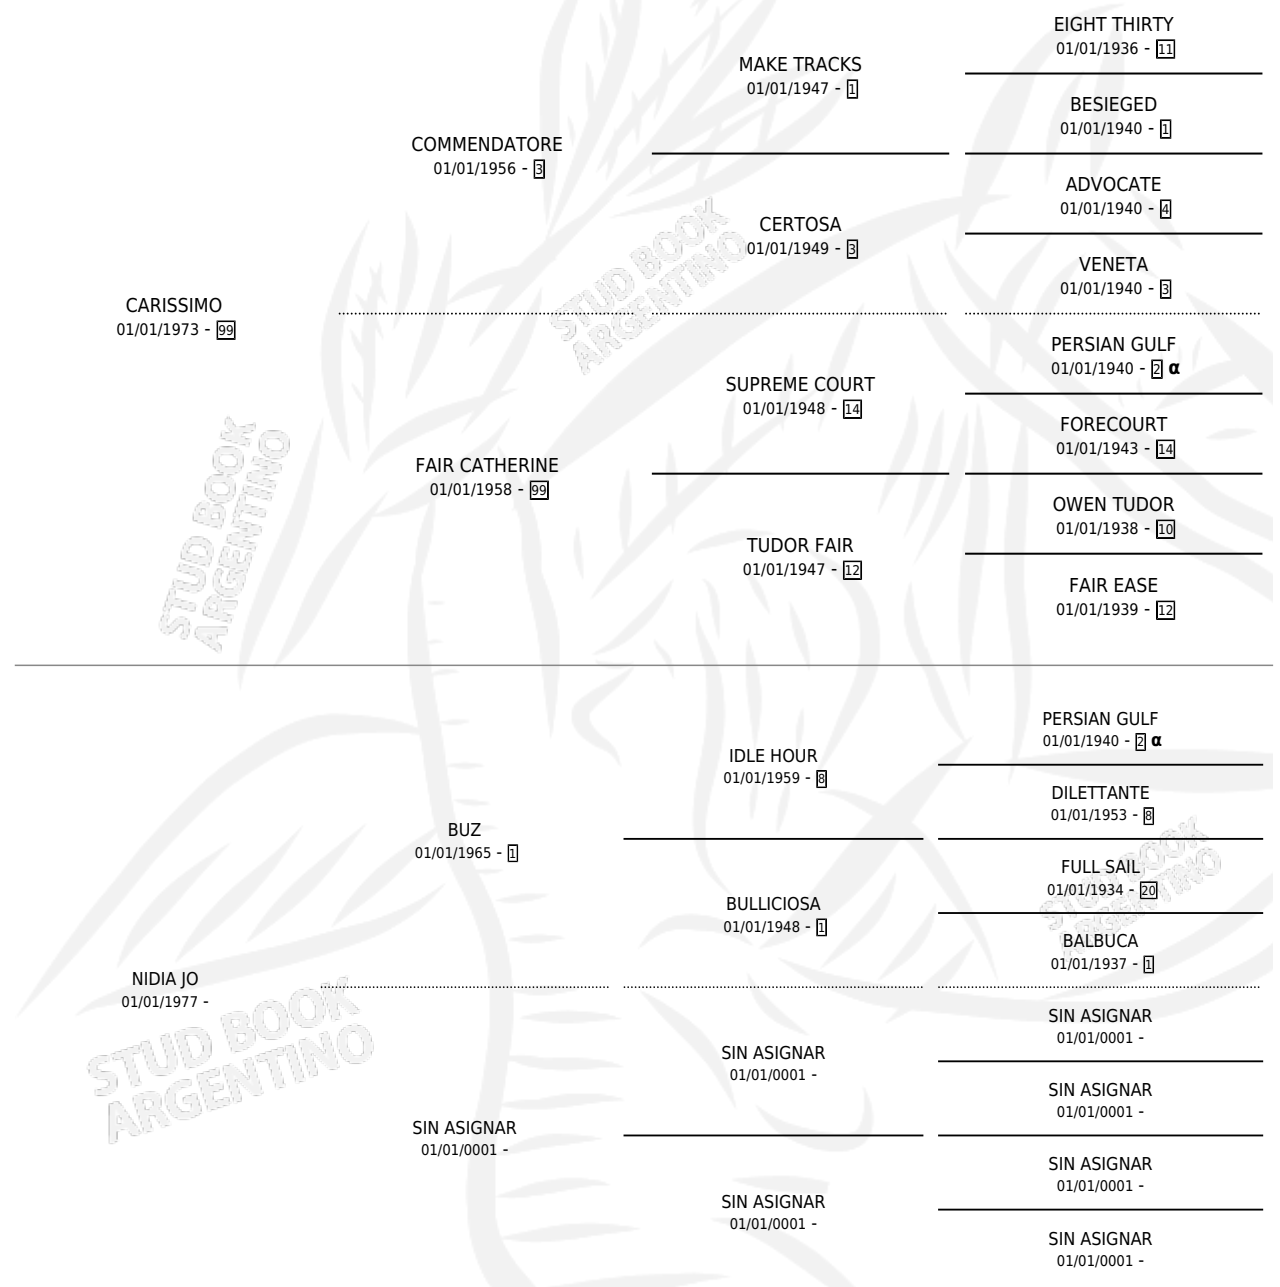 EIGHT THIRTY
01/01/1936 - 11
MAKE TRACKS
01/01/1947 - 1
BESIEGED
01/01/1940 - 1
COMMENDATORE
01/01/1956 - 3
ADVOCATE
01/01/1940 - 4
CERTOSA
01/01/1949 - 3
VENETA
01/01/1940 - 3
CARISSIMO
01/01/1973 - 99
PERSIAN GULF
01/01/1940 - 2 α
SUPREME COURT
01/01/1948 - 14
FORECOURT
01/01/1943 - 14
FAIR CATHERINE
01/01/1958 - 99
OWEN TUDOR
01/01/1938 - 10
TUDOR FAIR
01/01/1947 - 12
FAIR EASE
01/01/1939 - 12
PERSIAN GULF
01/01/1940 - 2 α
IDLE HOUR
01/01/1959 - 8
DILETTANTE
01/01/1953 - 8
BUZ
01/01/1965 - 1
FULL SAIL
01/01/1934 - 20
BULLICIOSA
01/01/1948 - 1
BALBUCA
01/01/1937 - 1
NIDIA JO
01/01/1977 -
SIN ASIGNAR
01/01/0001 -
SIN ASIGNAR
01/01/0001 -
SIN ASIGNAR
01/01/0001 -
SIN ASIGNAR
01/01/0001 -
SIN ASIGNAR
01/01/0001 -
SIN ASIGNAR
01/01/0001 -
SIN ASIGNAR
01/01/0001 -
STUD BOOK
ARGENTINO
STUD BOOK
ARGENTINO
STUD BOOK
ARGENTINO
STUD BOOK
ARGENTINO